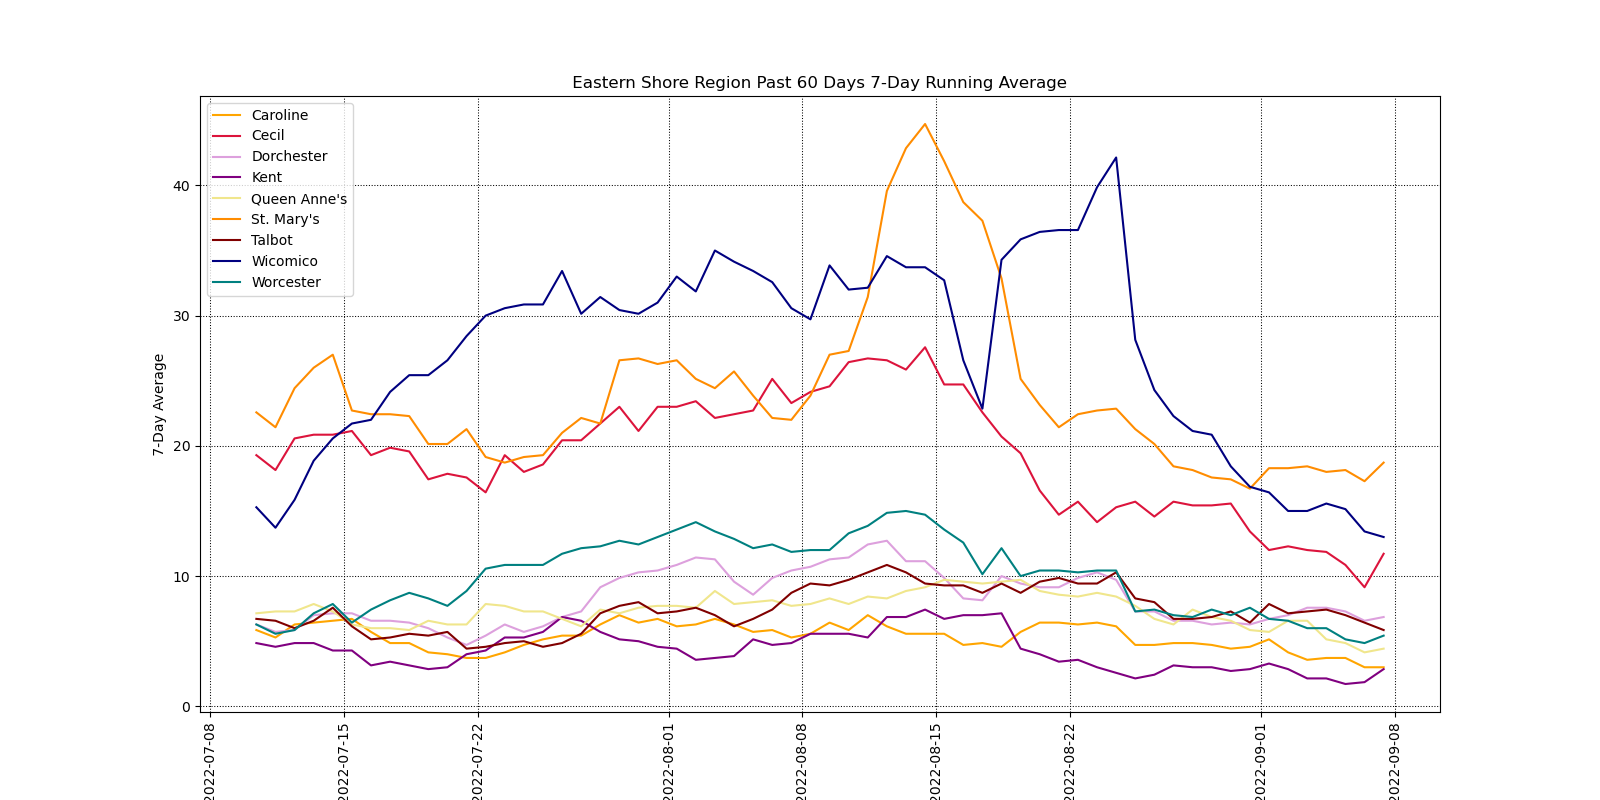 Eastern Shore Region Past 60 Days 7-Day Running Average
Caroline
Cecil
Dorchester
Kent
Queen Anne's
St. Mary's
Talbot
Wicomico
Worcester
7-Day Average
40
30
20
10
0
2022-07-08
2022-07-15
2022-07-22
2022-08-01
2022-08-08
2022-08-15
2022-08-22
2022-09-01
2022-09-08